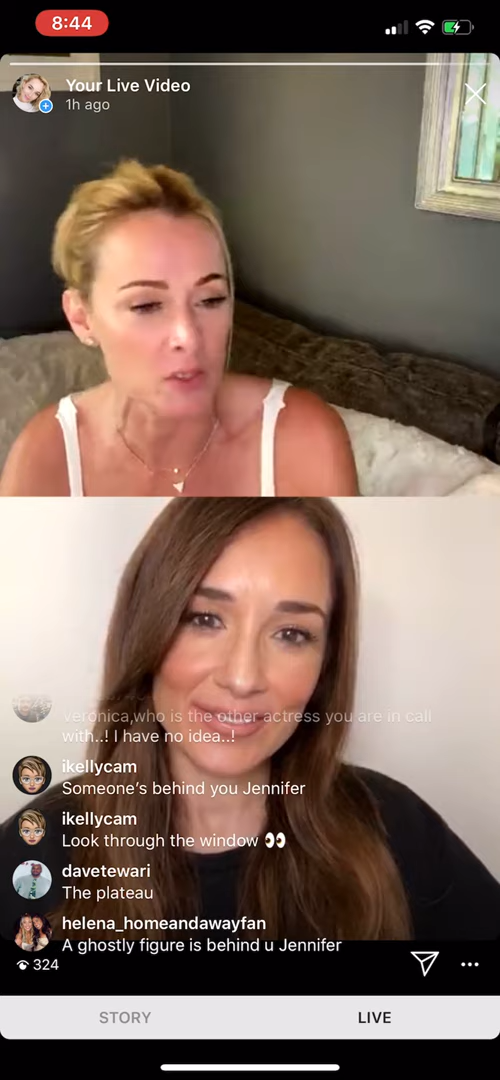 8:44
Your Live Video
1h ago
veronica,who is the other actress you are in call
with..! I have no idea..!
ikellycam
Someone’s behind you Jennifer
ikellycam
Look through the window 👀
davetewari
The plateau
helena_homeandawayfan
A ghostly figure is behind u Jennifer
324
STORY
LIVE